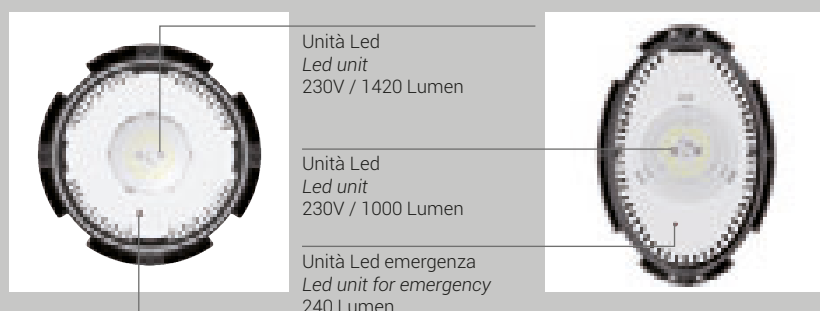 Unità Led
Led unit
230V / 1420 Lumen
Unità Led
Led unit
230V / 1000 Lumen
Unità Led emergenza
Led unit for emergency
240 Lumen